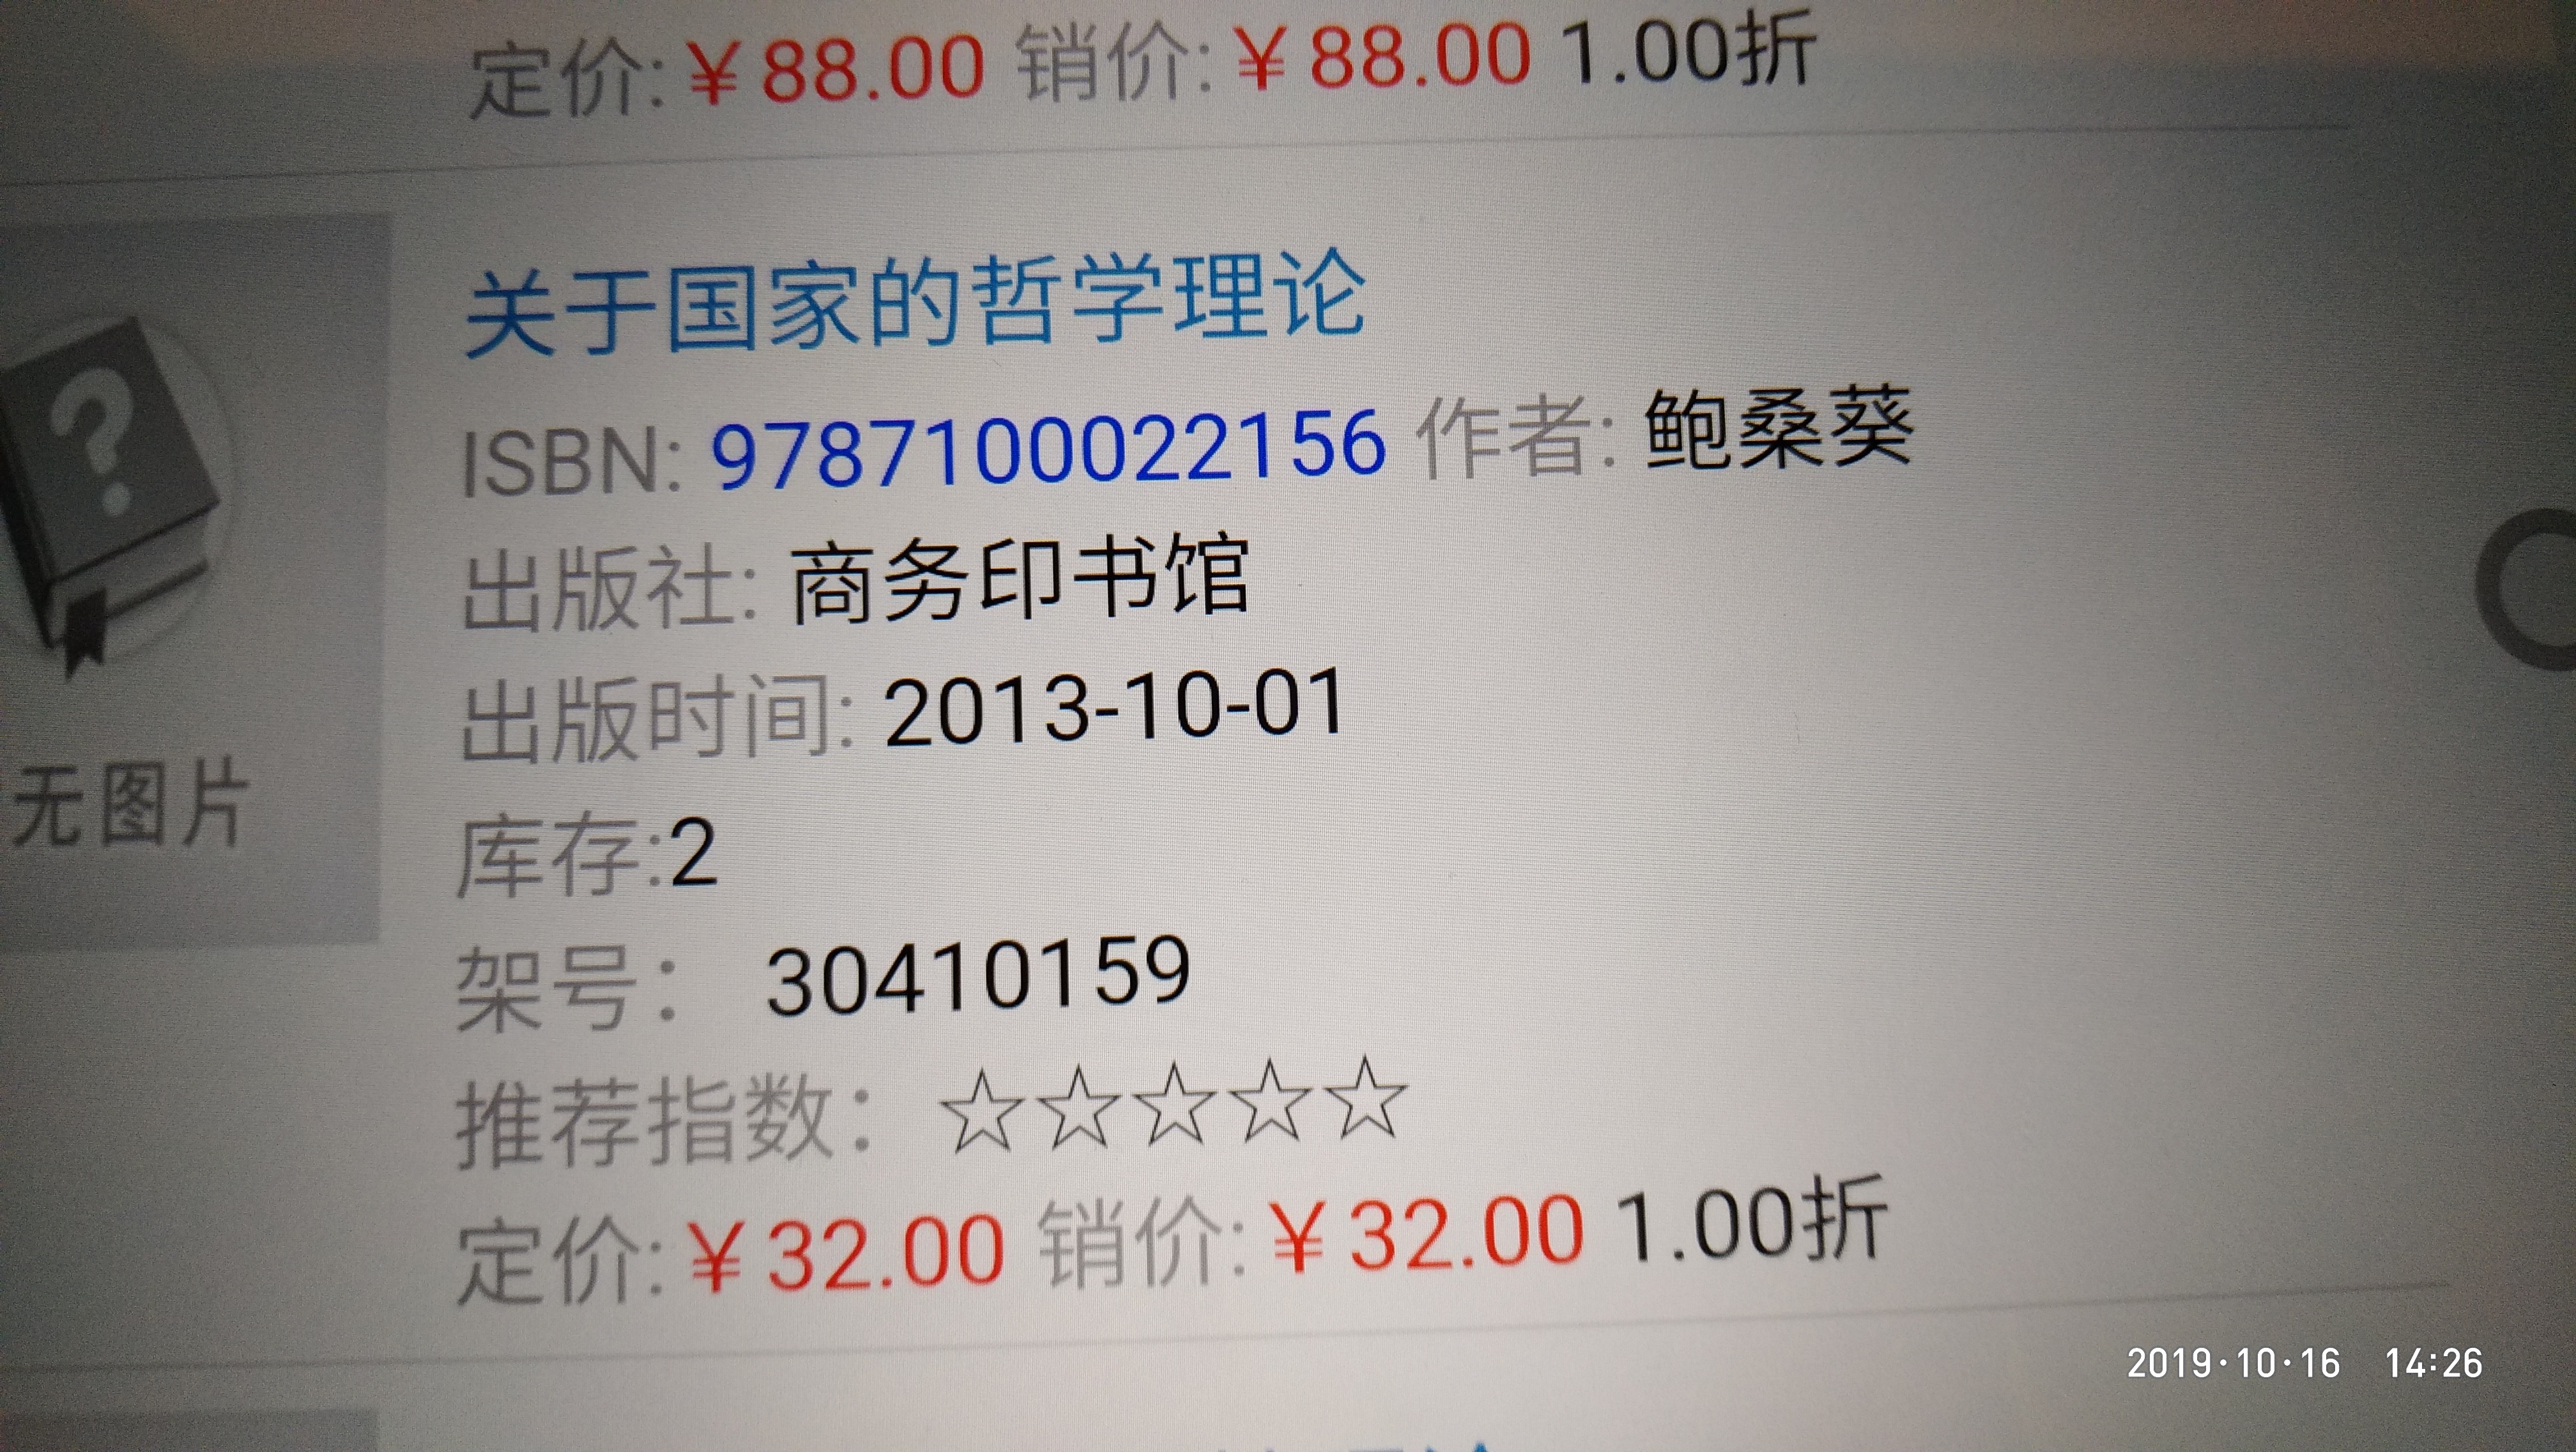 定价:￥88.00 销价:￥88.00 1.00折
关于国家的哲学理论
ISBN: 9787100022156 作者: 鲍桑葵
出版社: 商务印书馆
出版时间: 2013-10-01
无图片
库存:2
架号： 30410159
推荐指数： ☆☆☆☆☆
定价:￥32.00 销价:￥32.00 1.00折
2019·10·16 14:26